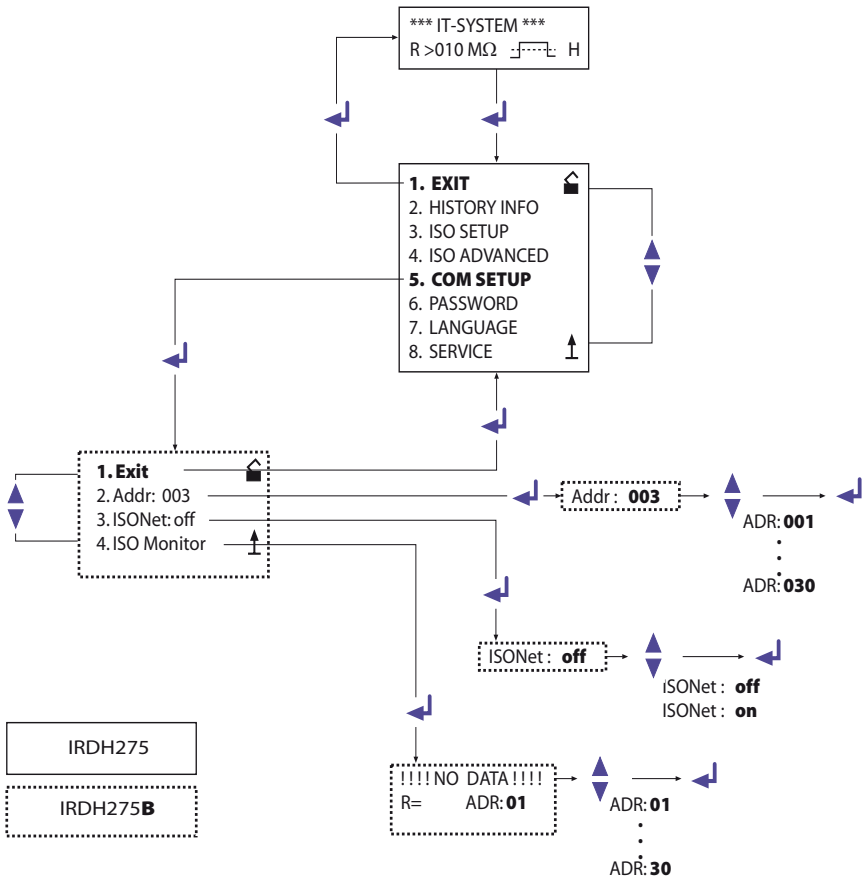 *** IT-SYSTEM ***
R >010 MΩ H
1. EXIT
2. HISTORY INFO
3. ISO SETUP
4. ISO ADVANCED
5. COM SETUP
6. PASSWORD
7. LANGUAGE
8. SERVICE
1. Exit
2. Addr: 003
3. ISONet: off
4. ISO Monitor
Addr : 003
ADR: 001
ADR: 030
ISONet : off
ISONet : off
ISONet : on
IRDH275
IRDH275B
!!!! NO DATA !!!!
R= ADR: 01
ADR: 01
ADR: 30